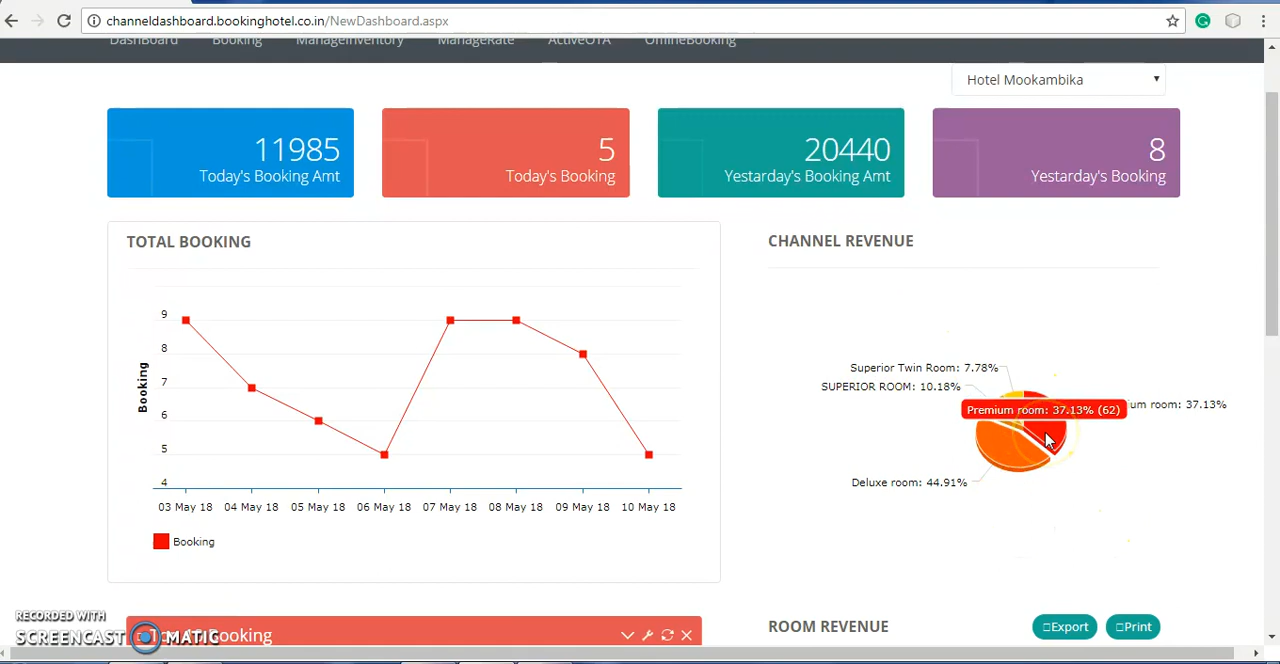 channeldashboard.bookinghotel.co.in/NewDashboard.aspx
DashBoard Booking ManageInventory ManageRate ActiveOTA OnlineBooking
Hotel Mookambika
11985
Today's Booking Amt
5
Today's Booking
20440
Yestarday's Booking Amt
8
Yestarday's Booking
TOTAL BOOKING
9
8
7
6
5
4
Booking
03 May 18 04 May 18 05 May 18 06 May 18 07 May 18 08 May 18 09 May 18 10 May 18
Booking
CHANNEL REVENUE
Superior Twin Room: 7.78%
SUPERIOR ROOM: 10.18%
Premium room: 37.13% (62)
um room: 37.13%
Deluxe room: 44.91%
Booking
ROOM REVENUE
Export
Print
RECORDED WITH
SCREENCAST MATIC